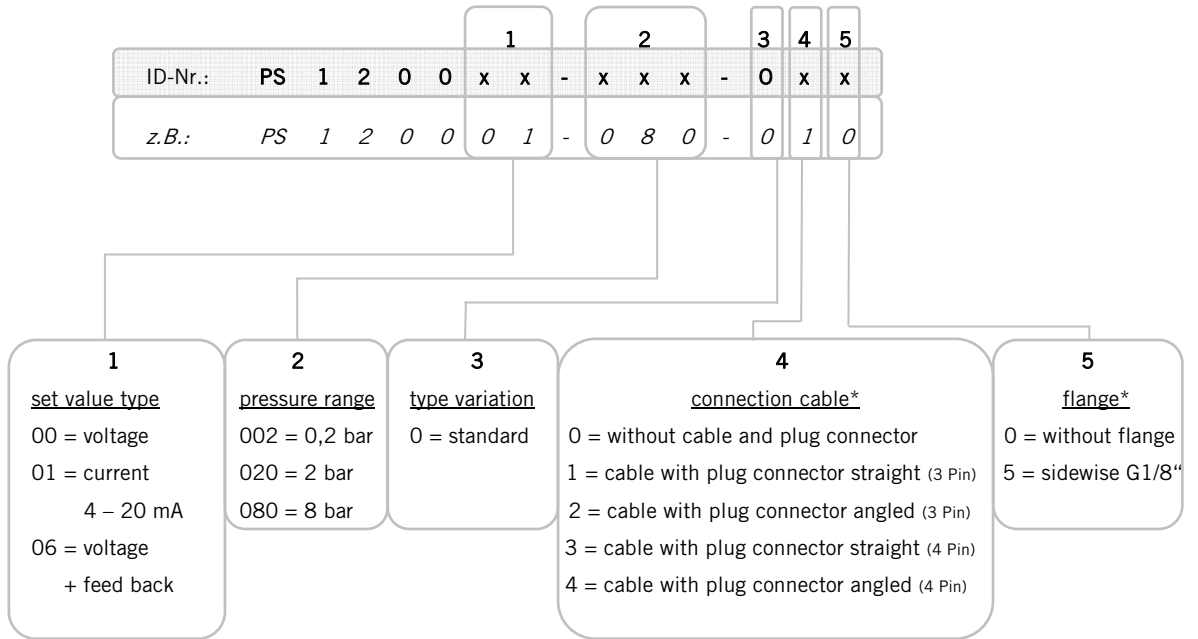 1 2 3 4 5
ID-Nr.: PS 1 2 0 0 x x - x x x - 0 x x
z.B.: PS 1 2 0 0 0 1 - 0 8 0 - 0 1 0
1
set value type
00 = voltage
01 = current
4 – 20 mA
06 = voltage
+ feed back
2
pressure range
002 = 0,2 bar
020 = 2 bar
080 = 8 bar
3
type variation
0 = standard
4
connection cable*
0 = without cable and plug connector
1 = cable with plug connector straight (3 Pin)
2 = cable with plug connector angled (3 Pin)
3 = cable with plug connector straight (4 Pin)
4 = cable with plug connector angled (4 Pin)
5
flange*
0 = without flange
5 = sidewise G1/8“